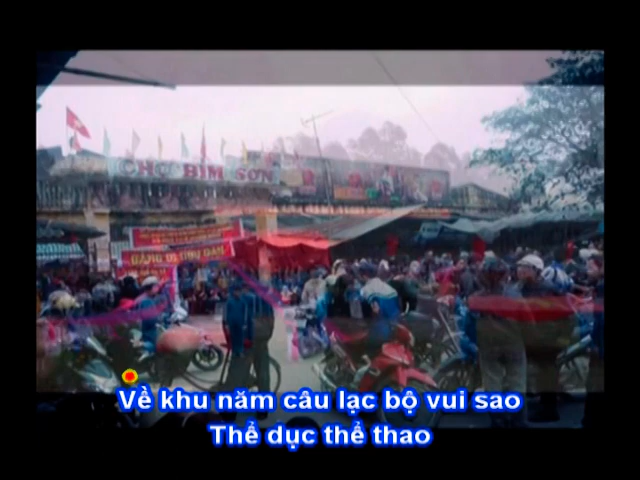 CHỢ BỈM SƠN
Về khu năm câu lạc bộ vui sao
Thể dục thể thao